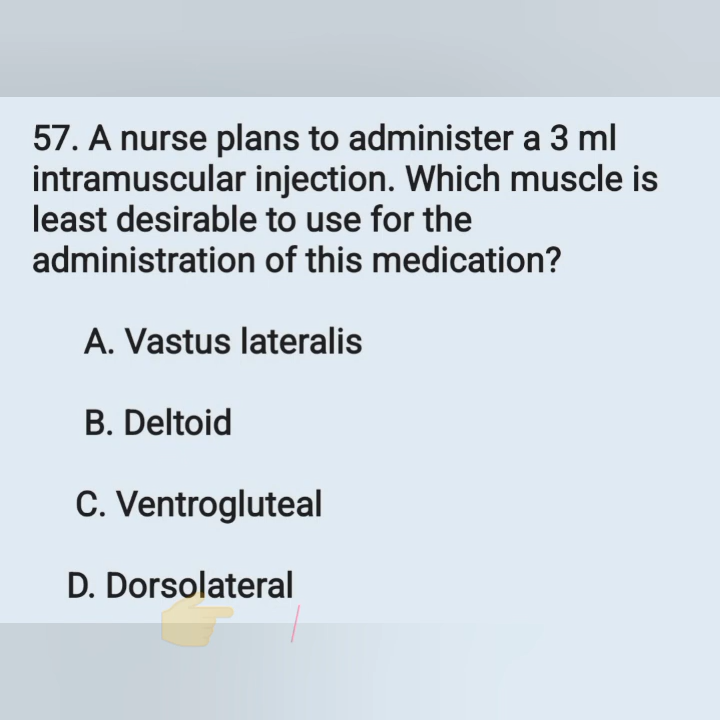 57. A nurse plans to administer a 3 ml
intramuscular injection. Which muscle is
least desirable to use for the
administration of this medication?
A. Vastus lateralis
B. Deltoid
C. Ventrogluteal
D. Dorsolateral